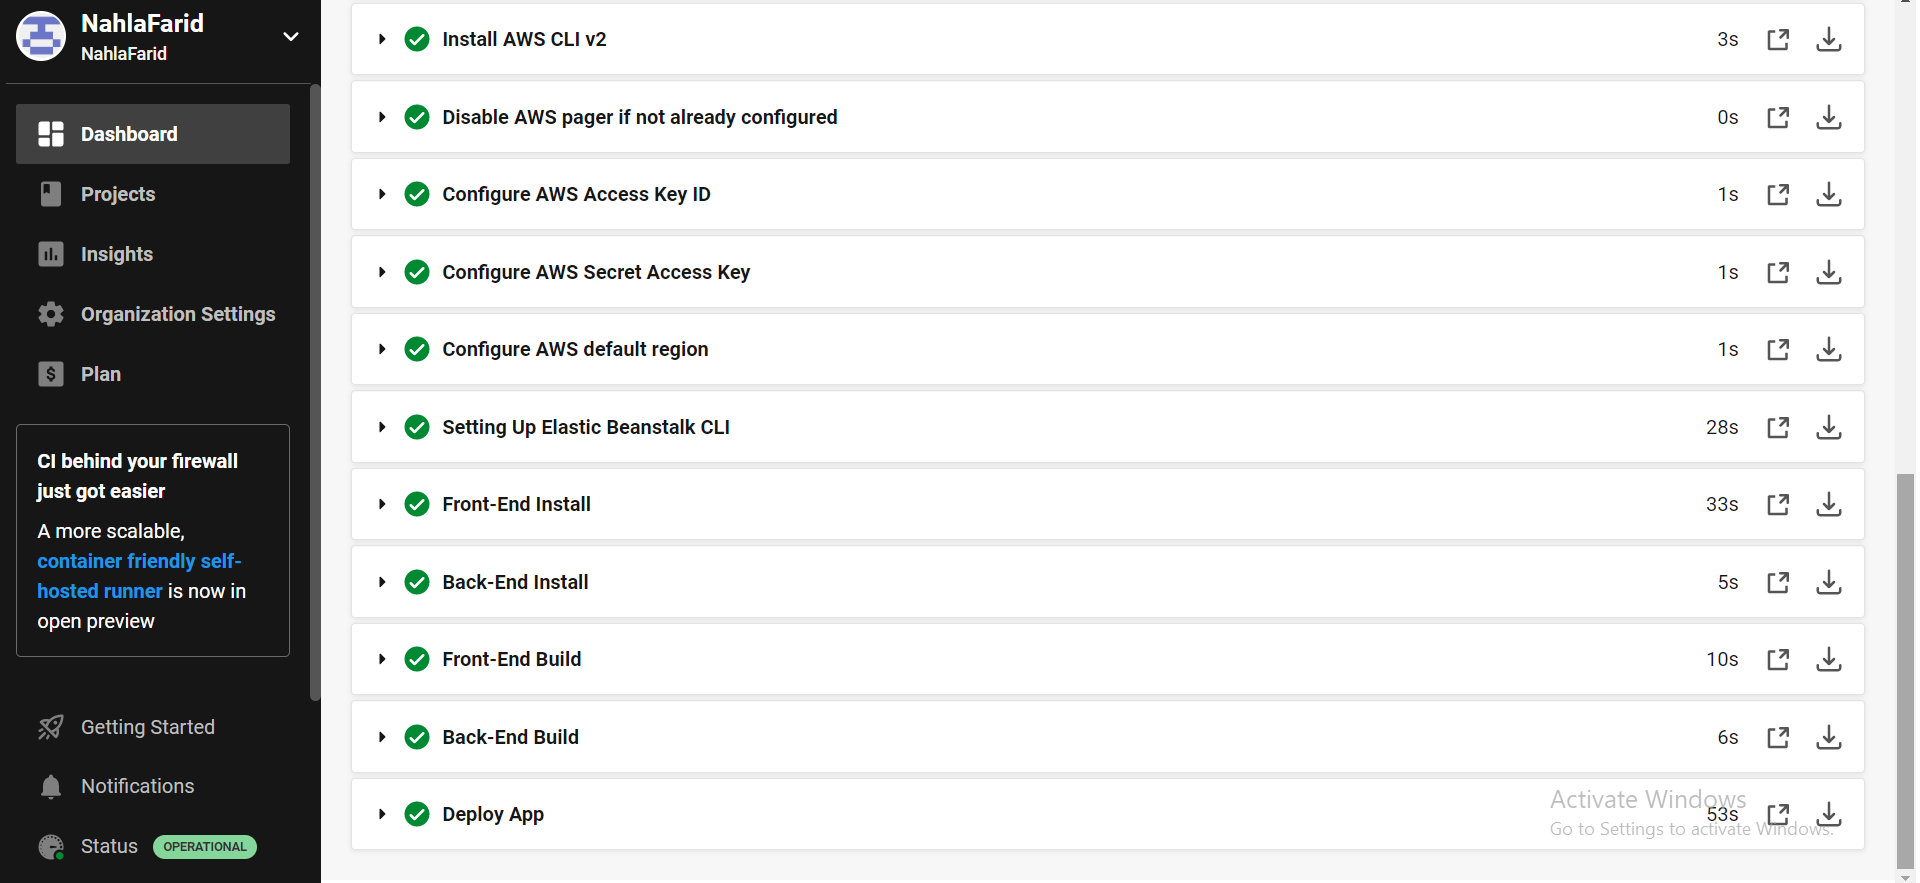 NahlaFarid
NahlaFarid
Dashboard
Projects
Insights
Organization Settings
Plan
CI behind your firewall
just got easier
A more scalable,
container friendly self-
hosted runner is now in
open preview
Getting Started
Notifications
Status OPERATIONAL
Install AWS CLI v2 3s
Disable AWS pager if not already configured 0s
Configure AWS Access Key ID 1s
Configure AWS Secret Access Key 1s
Configure AWS default region 1s
Setting Up Elastic Beanstalk CLI 28s
Front-End Install 33s
Back-End Install 5s
Front-End Build 10s
Back-End Build 6s
Deploy App 53s
Activate Windows
Go to Settings to activate Windows.